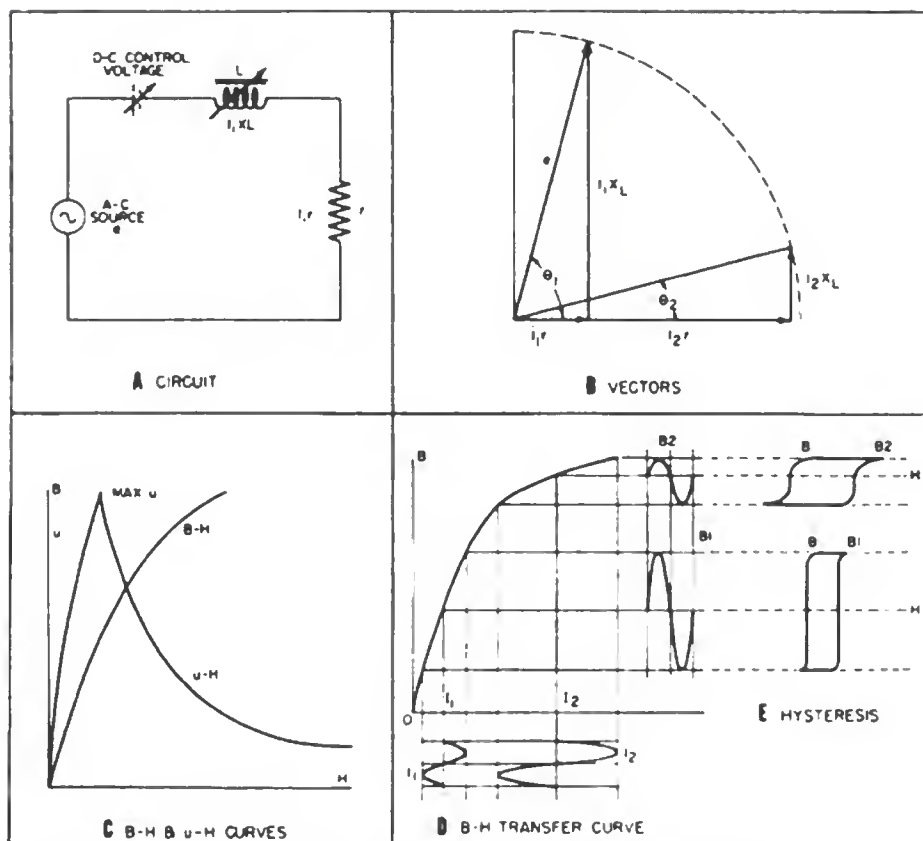 D-C CONTROL
VOLTAGE
L
I₁XL
A-C
SOURCE
e
I₁r
r
A CIRCUIT
e
I₁XL
θ₁
θ₂
I₂XL
I₁r
I₂r
B VECTORS
B
u
MAX u
B-H
u-H
H
C B-H & u-H CURVES
B
B2
B1
O
I₁
I₂
I₁
I₂
D B-H TRANSFER CURVE
B
B2
H
B
B1
H
E HYSTERESIS